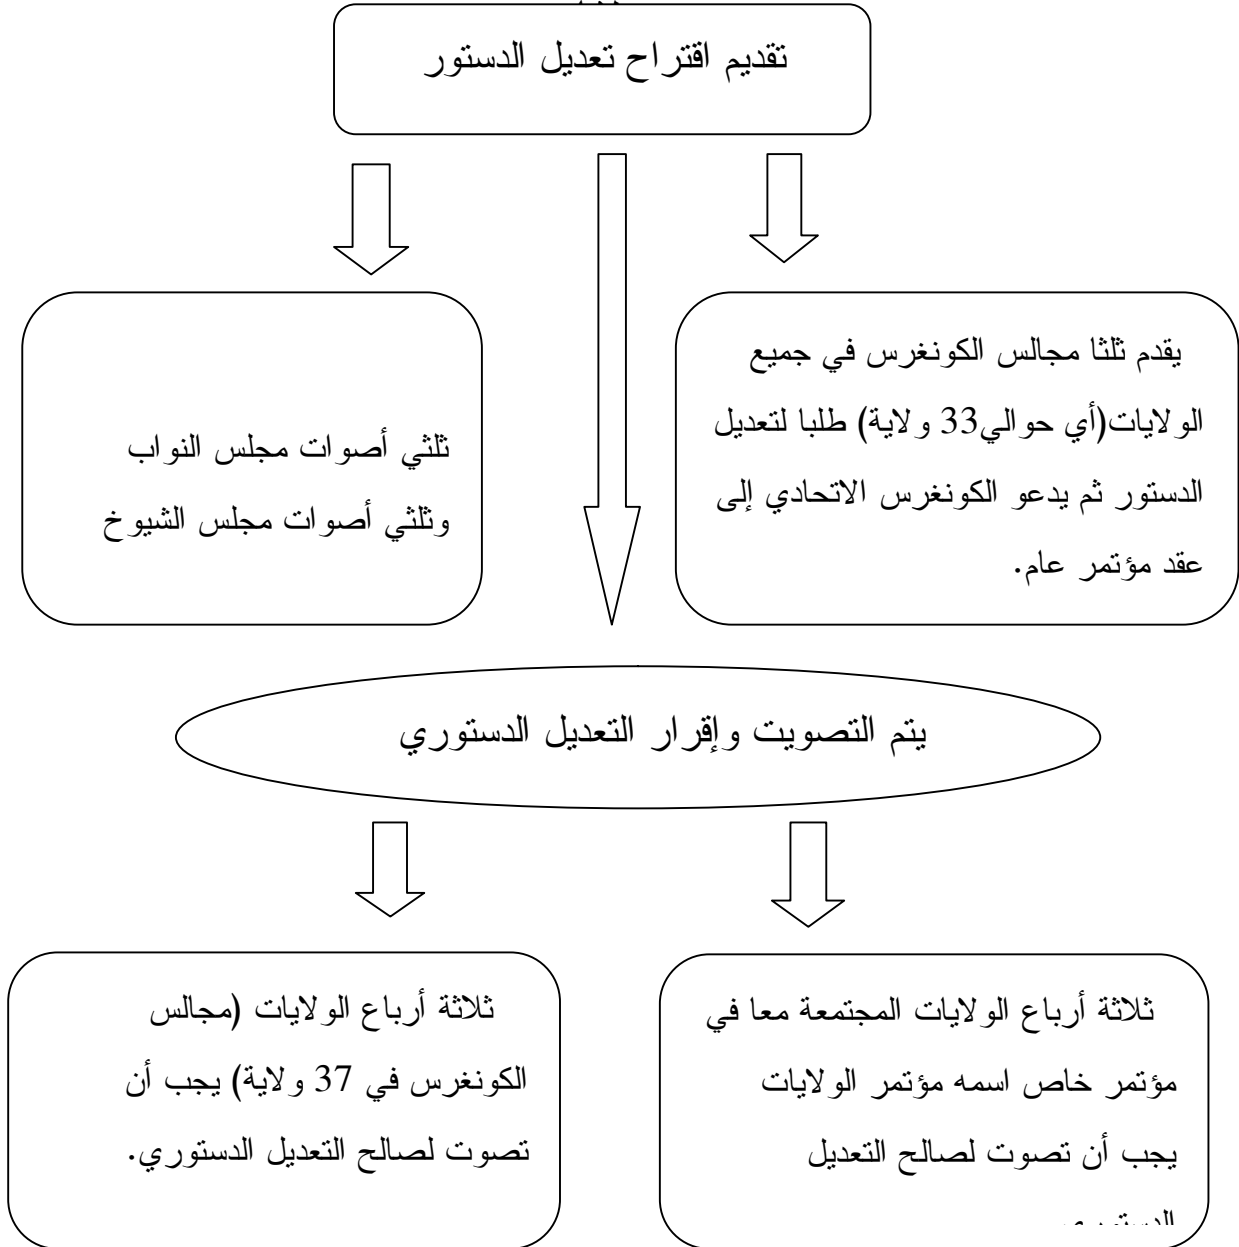 تقديم اقتراح تعديل الدستور
يقدم ثلثا مجالس الكونغرس في جميع
الولايات(أي حوالي33 ولاية) طلبا لتعديل
الدستور ثم يدعو الكونغرس الاتحادي إلى
عقد مؤتمر عام.
ثلثي أصوات مجلس النواب
وثلثي أصوات مجلس الشيوخ
يتم التصويت وإقرار التعديل الدستوري
ثلاثة أرباع الولايات المجتمعة معا في
مؤتمر خاص اسمه مؤتمر الولايات
يجب أن تصوت لصالح التعديل
ثلاثة أرباع الولايات (مجالس
الكونغرس في 37 ولاية) يجب أن
تصوت لصالح التعديل الدستوري.